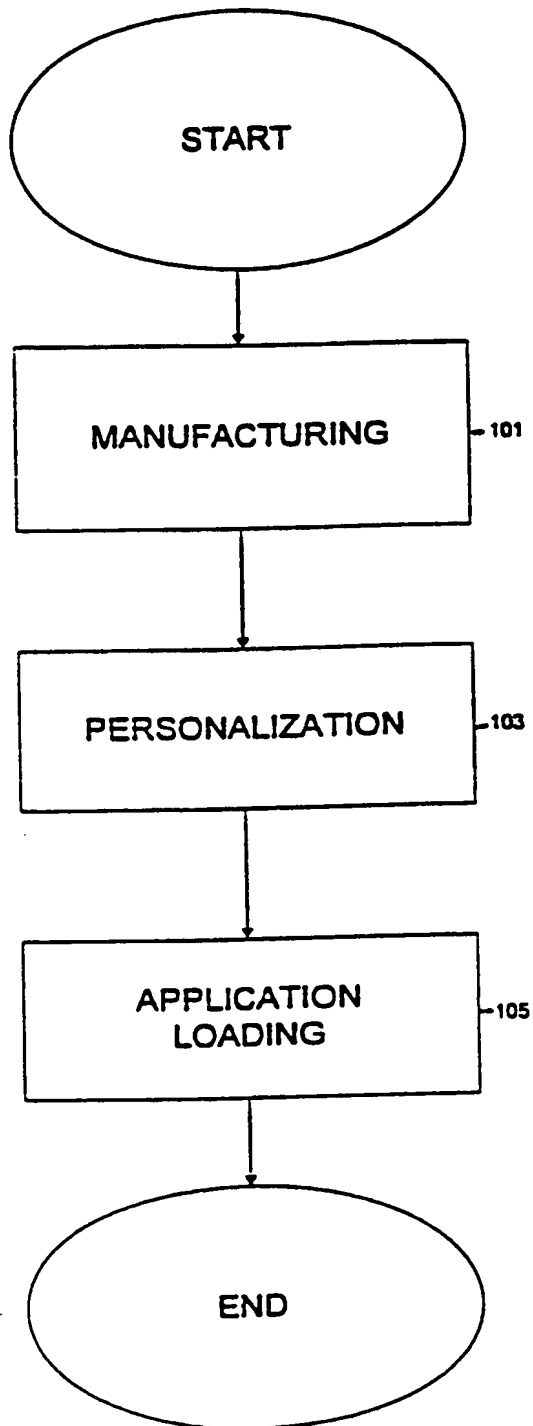 START
MANUFACTURING
101
PERSONALIZATION
103
APPLICATION
LOADING
105
END